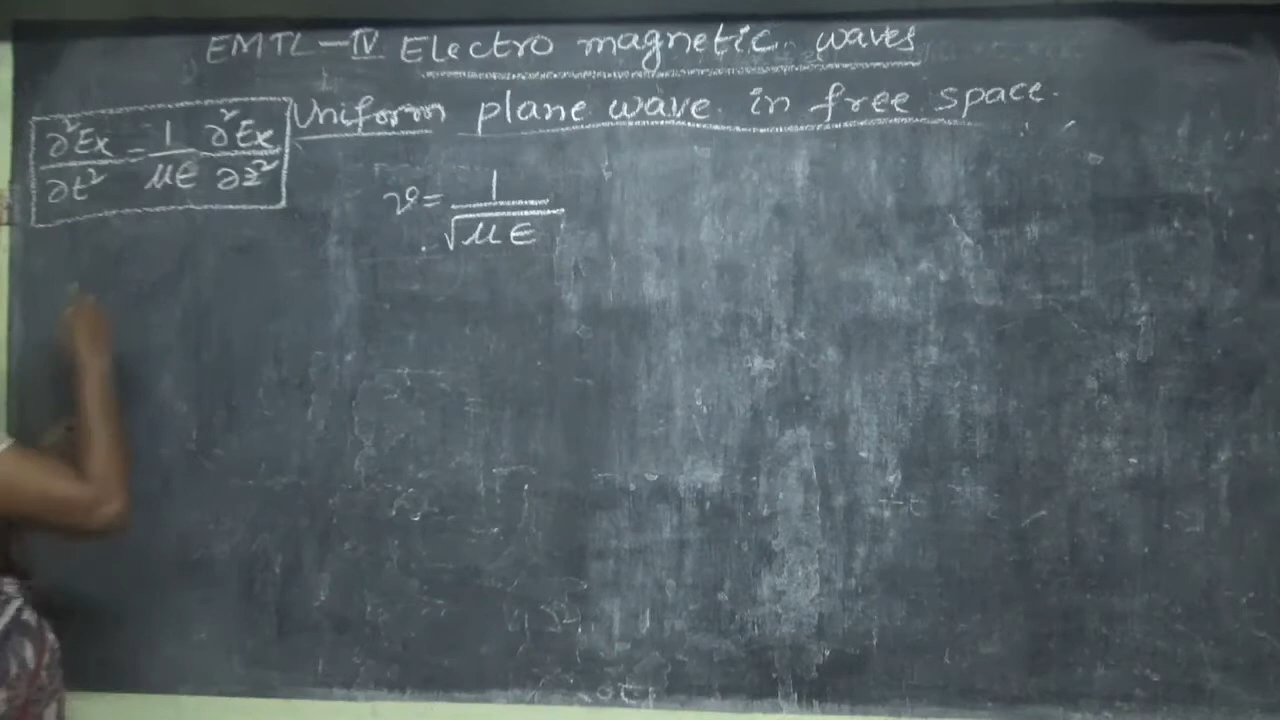 EMTL-IV Electro magnetic waves
Uniform plane wave in free space.
∂²Ex/∂t² = 1/με ∂²Ex/∂z²
v = 1/√με